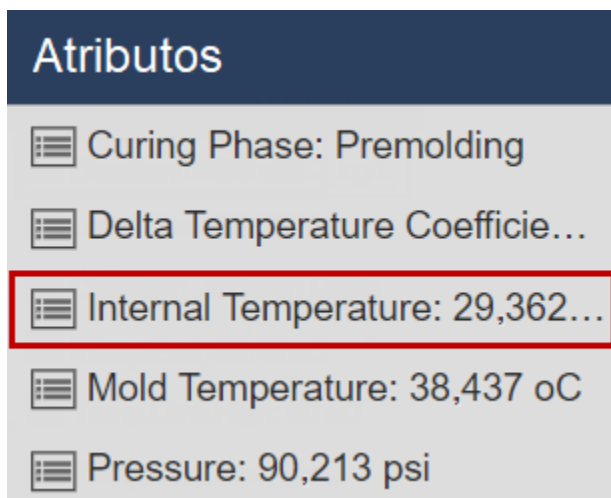 Atributos
Curing Phase: Premolding
Delta Temperature Coefficie...
Internal Temperature: 29,362...
Mold Temperature: 38,437 oC
Pressure: 90,213 psi